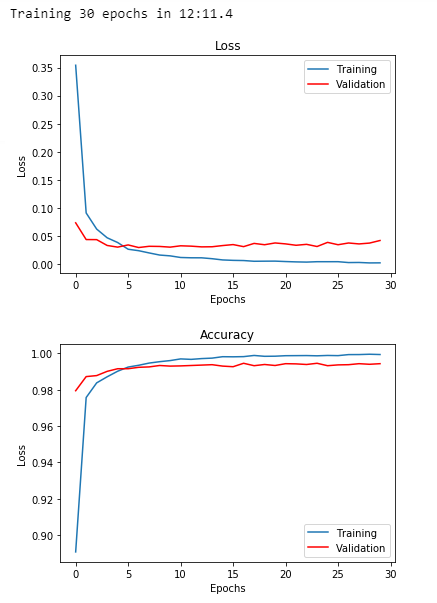 Training 30 epochs in 12:11.4
Loss
0.35
0.30
0.25
0.20
0.15
0.10
0.05
0.00
Loss
Training
Validation
0 5 10 15 20 25 30
Epochs
Accuracy
1.00
0.98
0.96
0.94
0.92
0.90
Loss
Training
Validation
0 5 10 15 20 25 30
Epochs